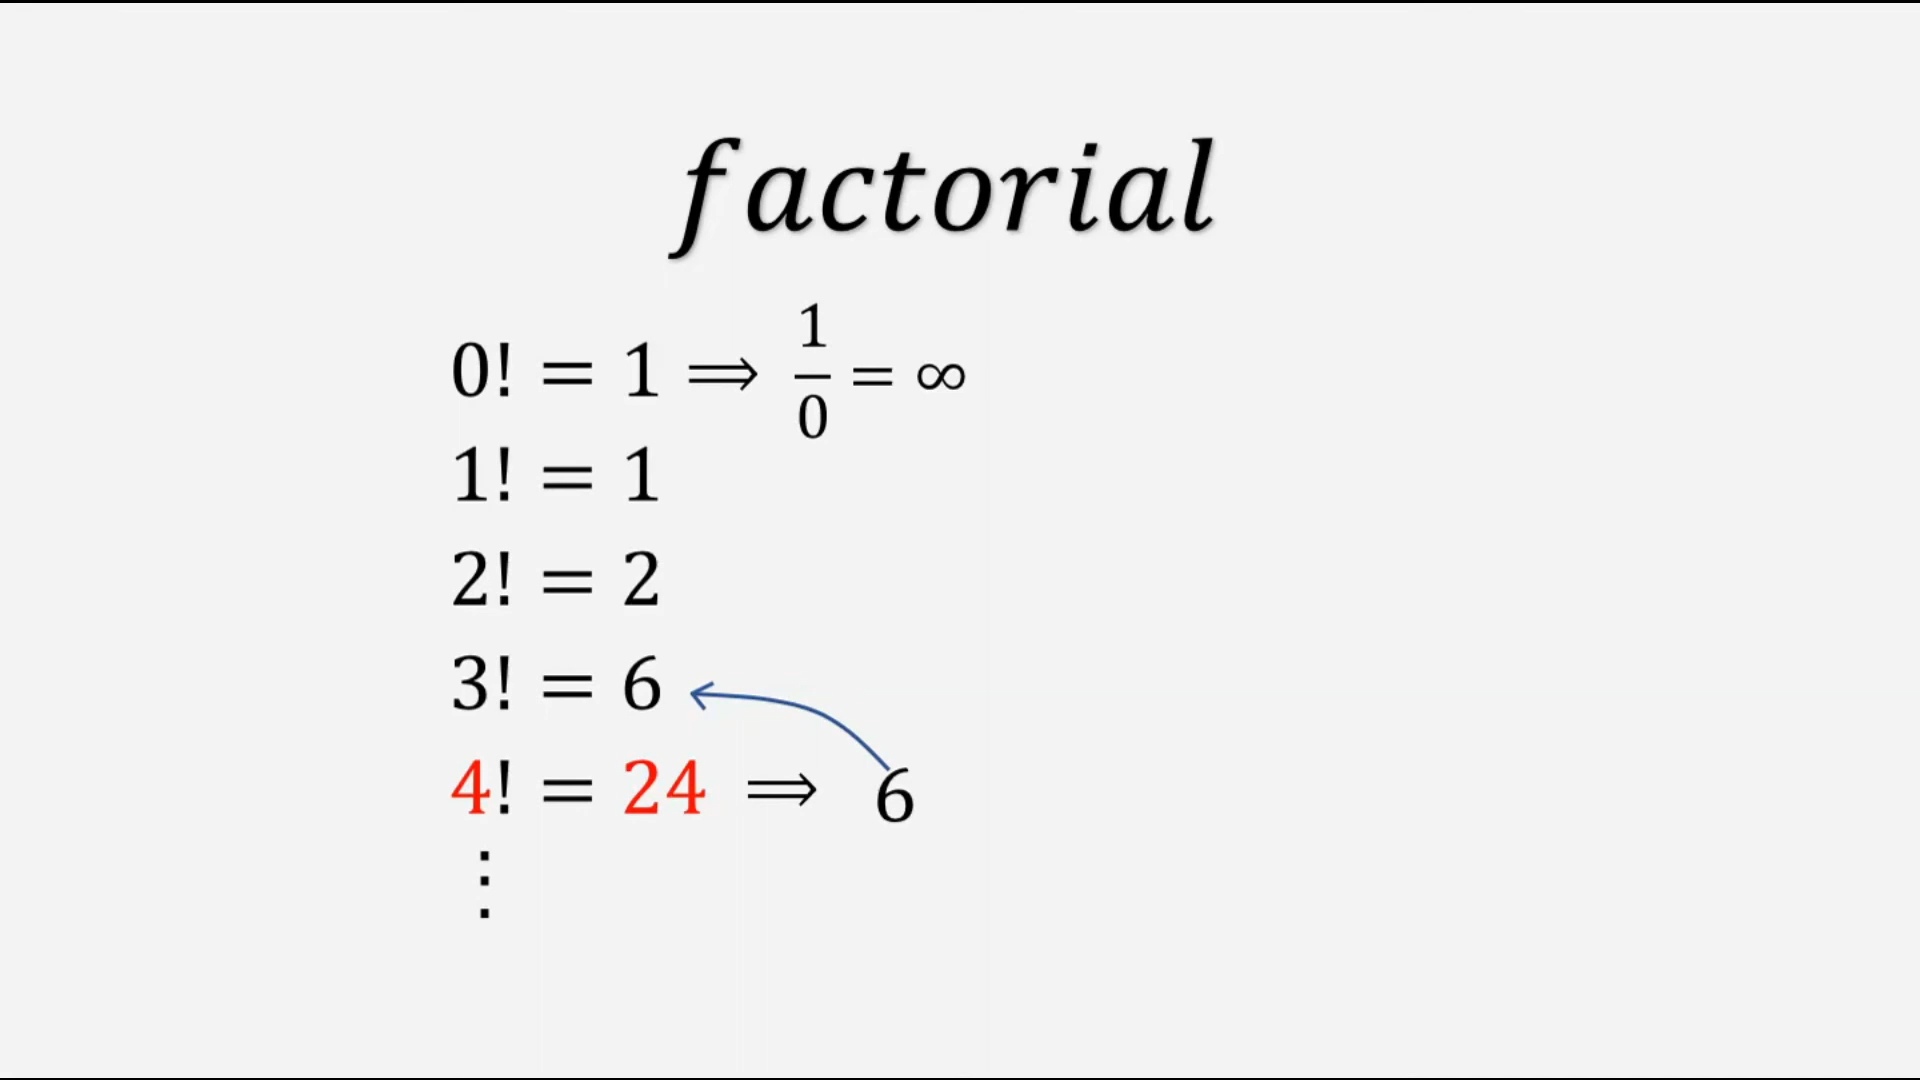 factorial
0! = 1 ⟹ 1/0 = ∞
1! = 1
2! = 2
3! = 6
4! = 24 ⟹ 6
⋮